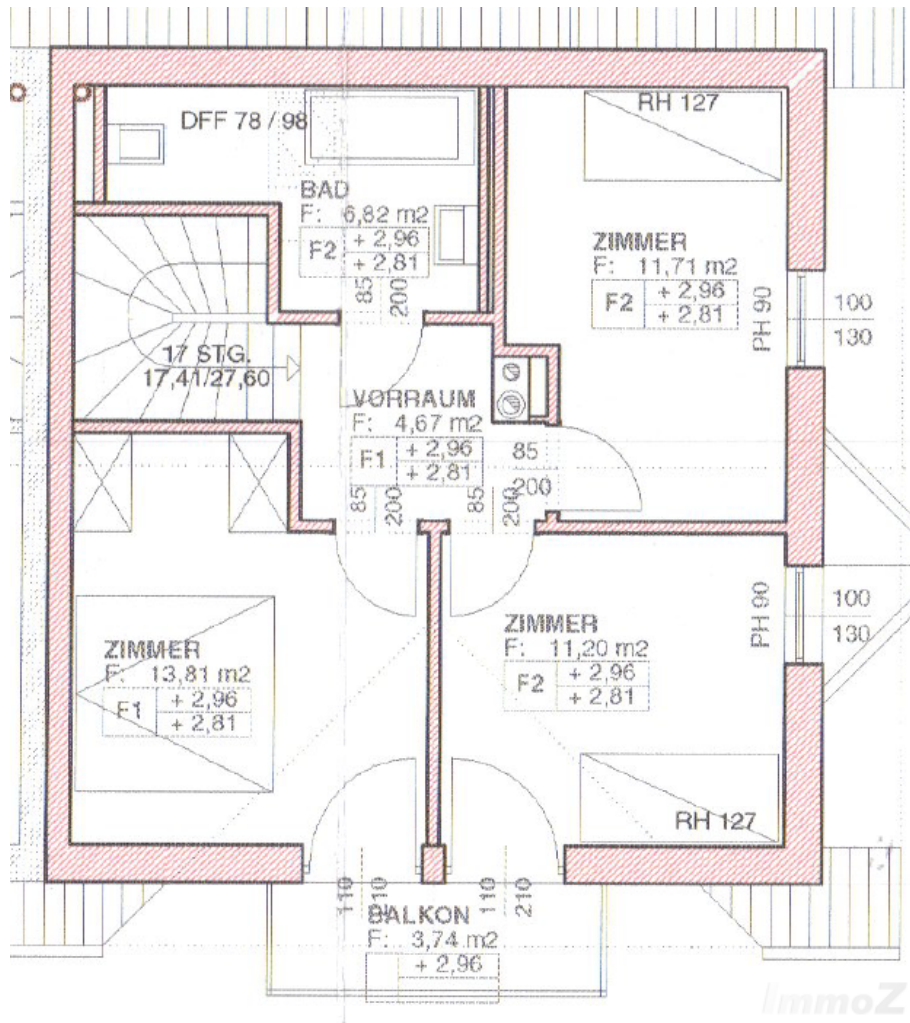 DFF 78 / 98
RH 127
BAD
F: 6,82 m2
F2
+ 2,96
+ 2,81
85
200
ZIMMER
F: 11,71 m2
F2
+ 2,96
+ 2,81
PH 90
100
130
17 STG.
17,41/27,60
VORRAUM
F: 4,67 m2
F1
+ 2,96
+ 2,81
85
200
85
200
85
200
ZIMMER
F: 13,81 m2
F1
+ 2,96
+ 2,81
ZIMMER
F: 11,20 m2
F2
+ 2,96
+ 2,81
PH 90
100
130
RH 127
110
210
110
210
BALKON
F: 3,74 m2
+ 2,96
ImmoZ